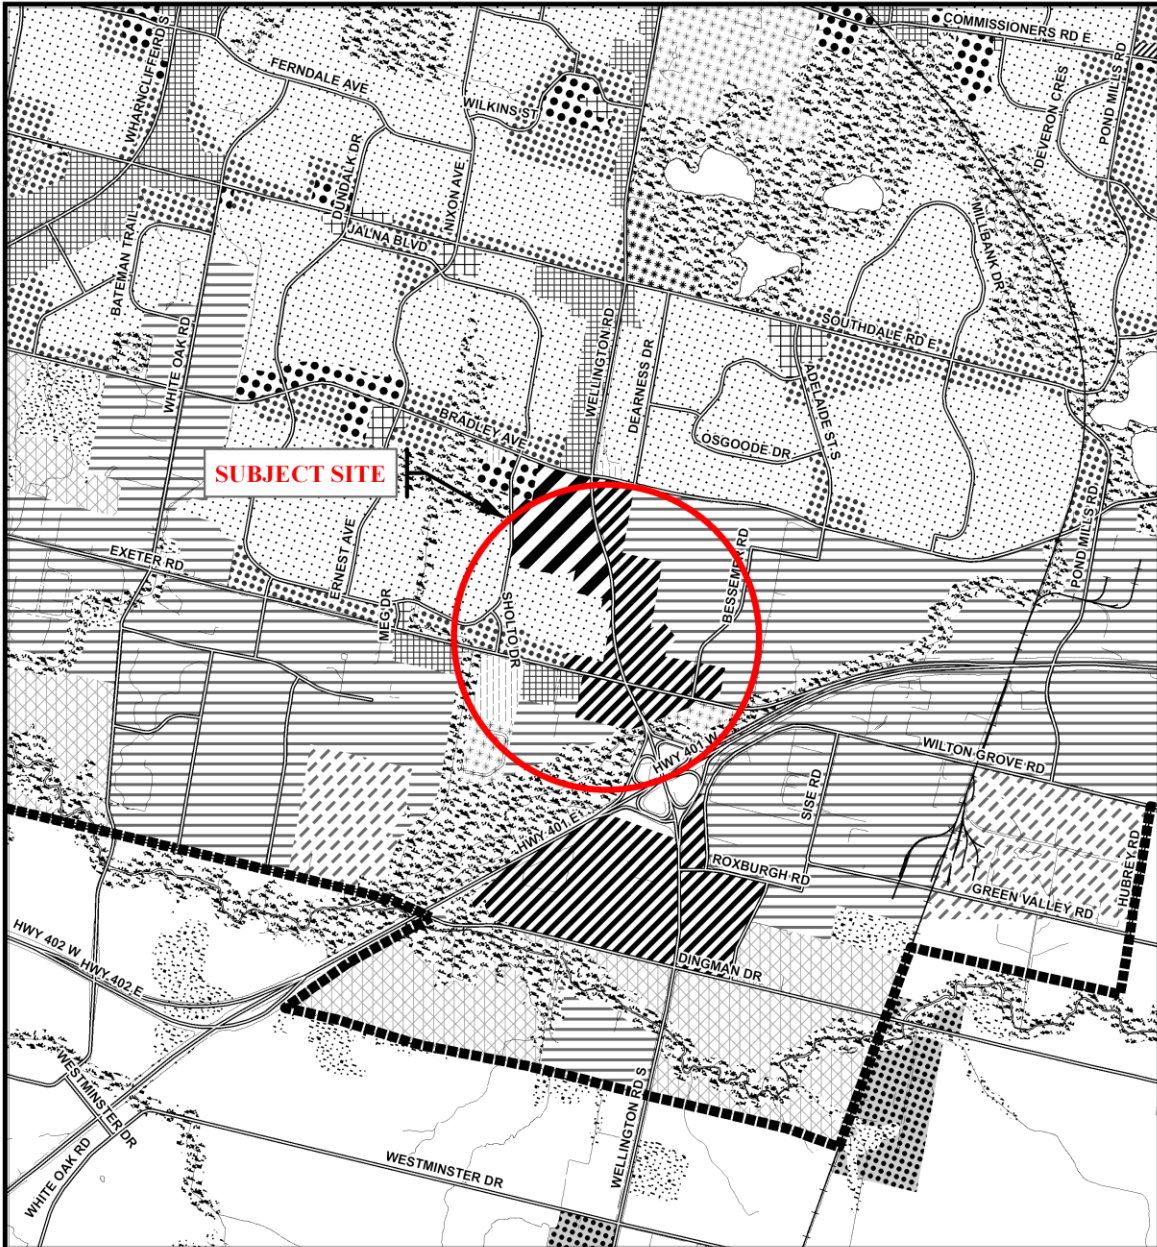 COMMISSIONERS RD E
WHARNCLIFFE RD S
FERNDALE AVE
WILKINS ST
POND MILLS RD
DEVERON CRES
DUNDALK DR
NIXON AVE
MILLBANK DR
BATEMAN TRAIL
JALNA BLVD
WHITE OAK RD
WELLINGTON RD
DEARNESS DR
SOUTHDALE RD E
ADELAIDE ST S
BRADLEY AVE
OSGOODE DR
SUBJECT SITE
EXETER RD
ERNEST AVE
BESSEMER RD
POND MILLS RD
MEG DR
SHOLTO DR
HWY 401 W
WILTON GROVE RD
SISE RD
HWY 401 E
ROXBURGH RD
HUBREY RD
GREEN VALLEY RD
HWY 402 W
HWY 402 E
DINGMAN DR
WESTMINSTER DR
WELLINGTON RD S
WHITE OAK RD
WESTMINSTER DR